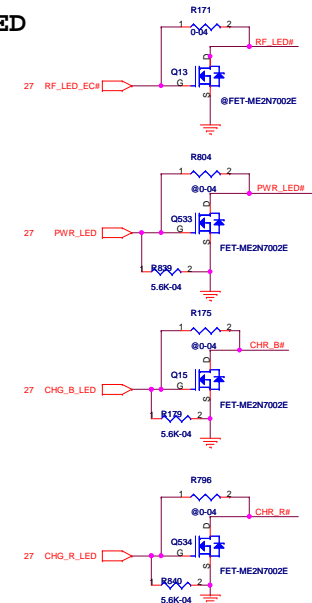 ED
R171
1 2
0-04
RF_LED#
27 RF_LED_EC#
Q13
D
G
S
@FET-ME2N7002E
R804
1 2
@0-04
PWR_LED#
27 PWR_LED
Q533
D
G
S
FET-ME2N7002E
1 R839 2
5.6K-04
R175
1 2
@0-04
CHR_B#
27 CHG_B_LED
Q15
D
G
S
FET-ME2N7002E
1 R179 2
5.6K-04
R796
1 2
@0-04
CHR_R#
27 CHG_R_LED
Q534
D
G
S
FET-ME2N7002E
1 R840 2
5.6K-04